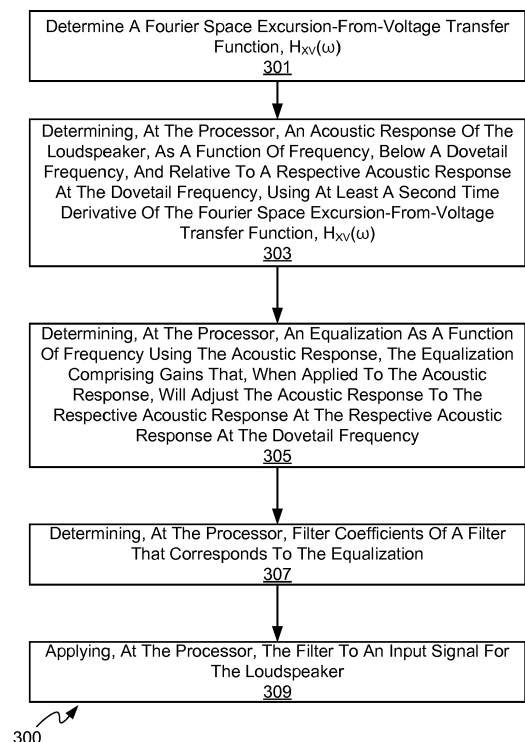 Determine A Fourier Space Excursion-From-Voltage Transfer
Function, HXV(ω)
301
Determining, At The Processor, An Acoustic Response Of The
Loudspeaker, As A Function Of Frequency, Below A Dovetail
Frequency, And Relative To A Respective Acoustic Response
At The Dovetail Frequency, Using At Least A Second Time
Derivative Of The Fourier Space Excursion-From-Voltage
Transfer Function, HXV(ω)
303
Determining, At The Processor, An Equalization As A Function
Of Frequency Using The Acoustic Response, The Equalization
Comprising Gains That, When Applied To The Acoustic
Response, Will Adjust The Acoustic Response To The
Respective Acoustic Response At The Respective Acoustic
Response At The Dovetail Frequency
305
Determining, At The Processor, Filter Coefficients Of A Filter
That Corresponds To The Equalization
307
Applying, At The Processor, The Filter To An Input Signal For
The Loudspeaker
309
300